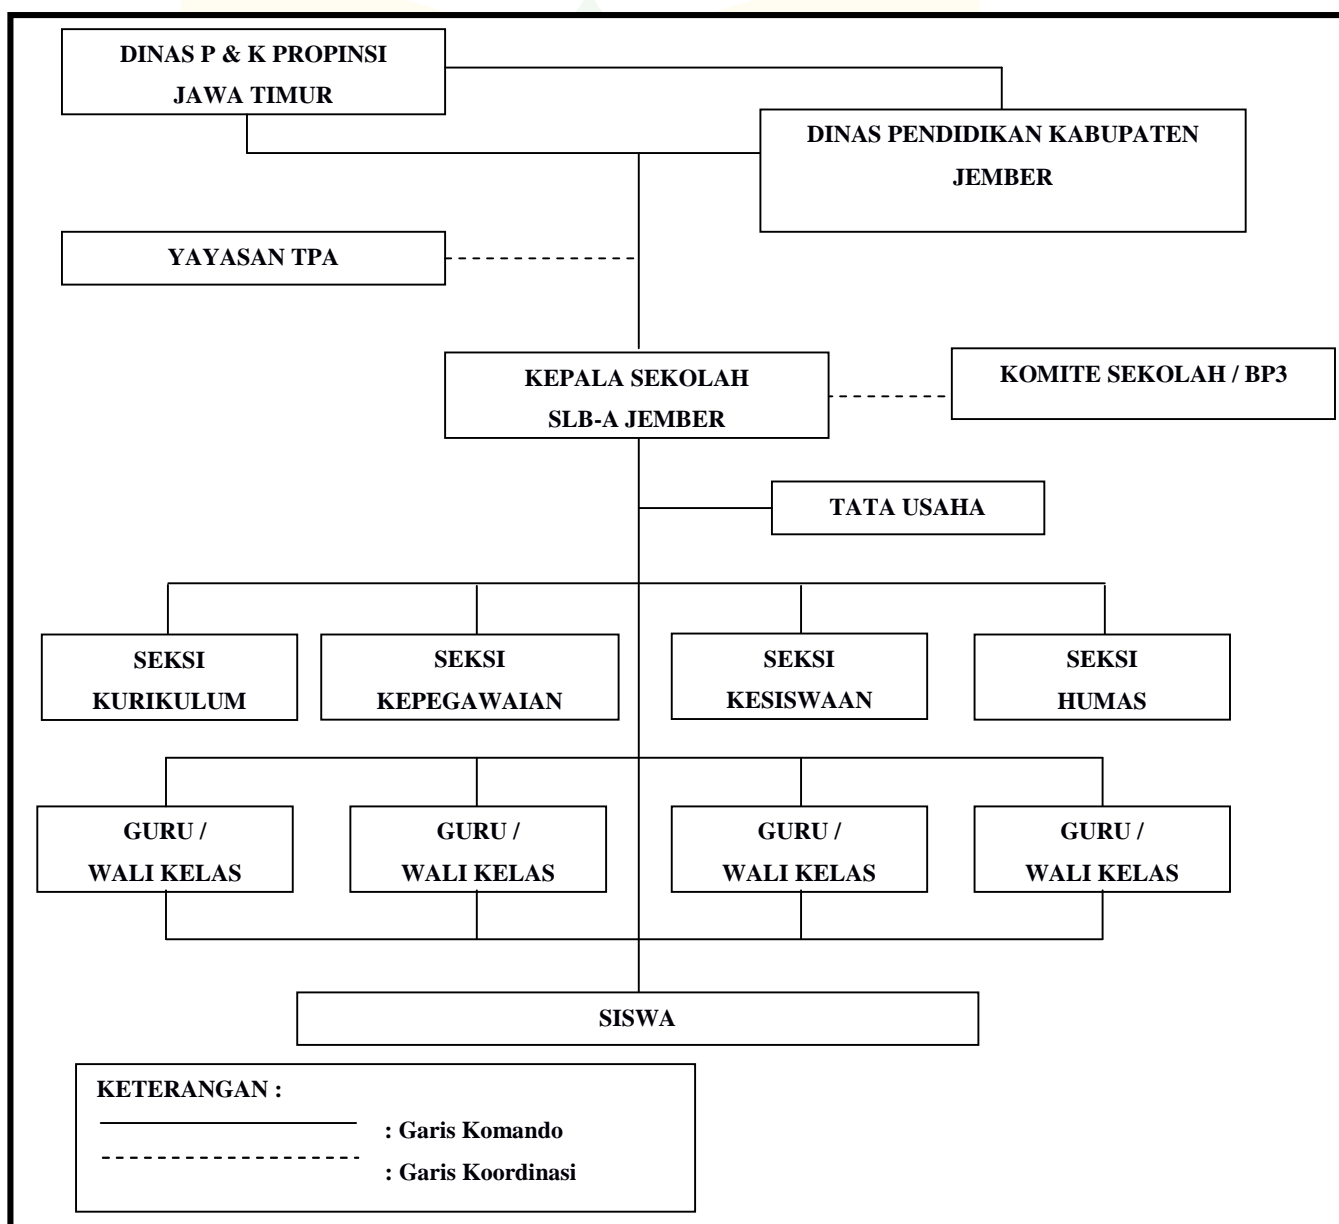 DINAS P & K PROPINSI
JAWA TIMUR
DINAS PENDIDIKAN KABUPATEN
JEMBER
YAYASAN TPA
KEPALA SEKOLAH
SLB-A JEMBER
KOMITE SEKOLAH / BP3
TATA USAHA
SEKSI
KURIKULUM
SEKSI
KEPEGAWAIAN
SEKSI
KESISWAAN
SEKSI
HUMAS
GURU /
WALI KELAS
GURU /
WALI KELAS
GURU /
WALI KELAS
GURU /
WALI KELAS
SISWA
KETERANGAN :
: Garis Komando
: Garis Koordinasi